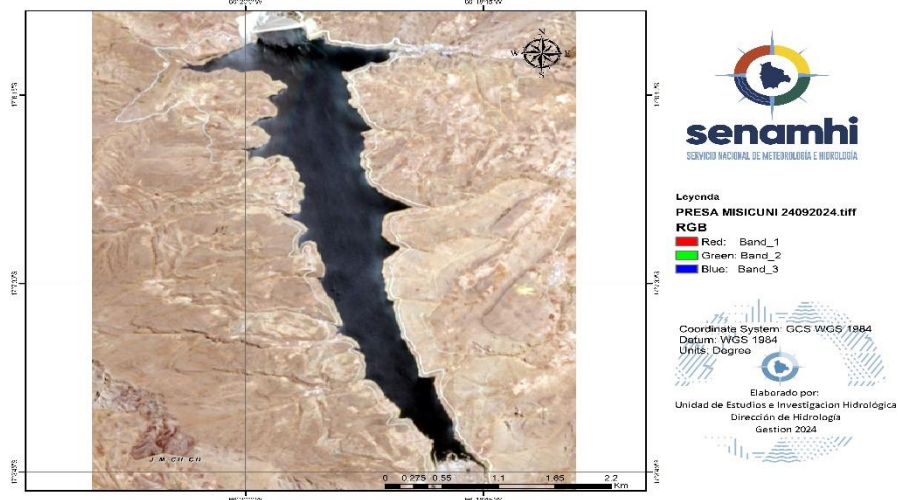 W E
S
senamhi
SERVICIO NACIONAL DE METEOROLOGÍA E HIDROLOGÍA
Leyenda
PRESA MISICUNI 24092024.tiff
RGB
Red: Band_1
Green: Band_2
Blue: Band_3
Coordinate System: GCS WGS 1984
Datum: WGS 1984
Units: Degree
Elaborado por:
Unidad de Estudios e Investigacion Hidrológica
Dirección de Hidrología
Gestion 2024
0 0.275 0.55 1.1 1.65 2.2
Km